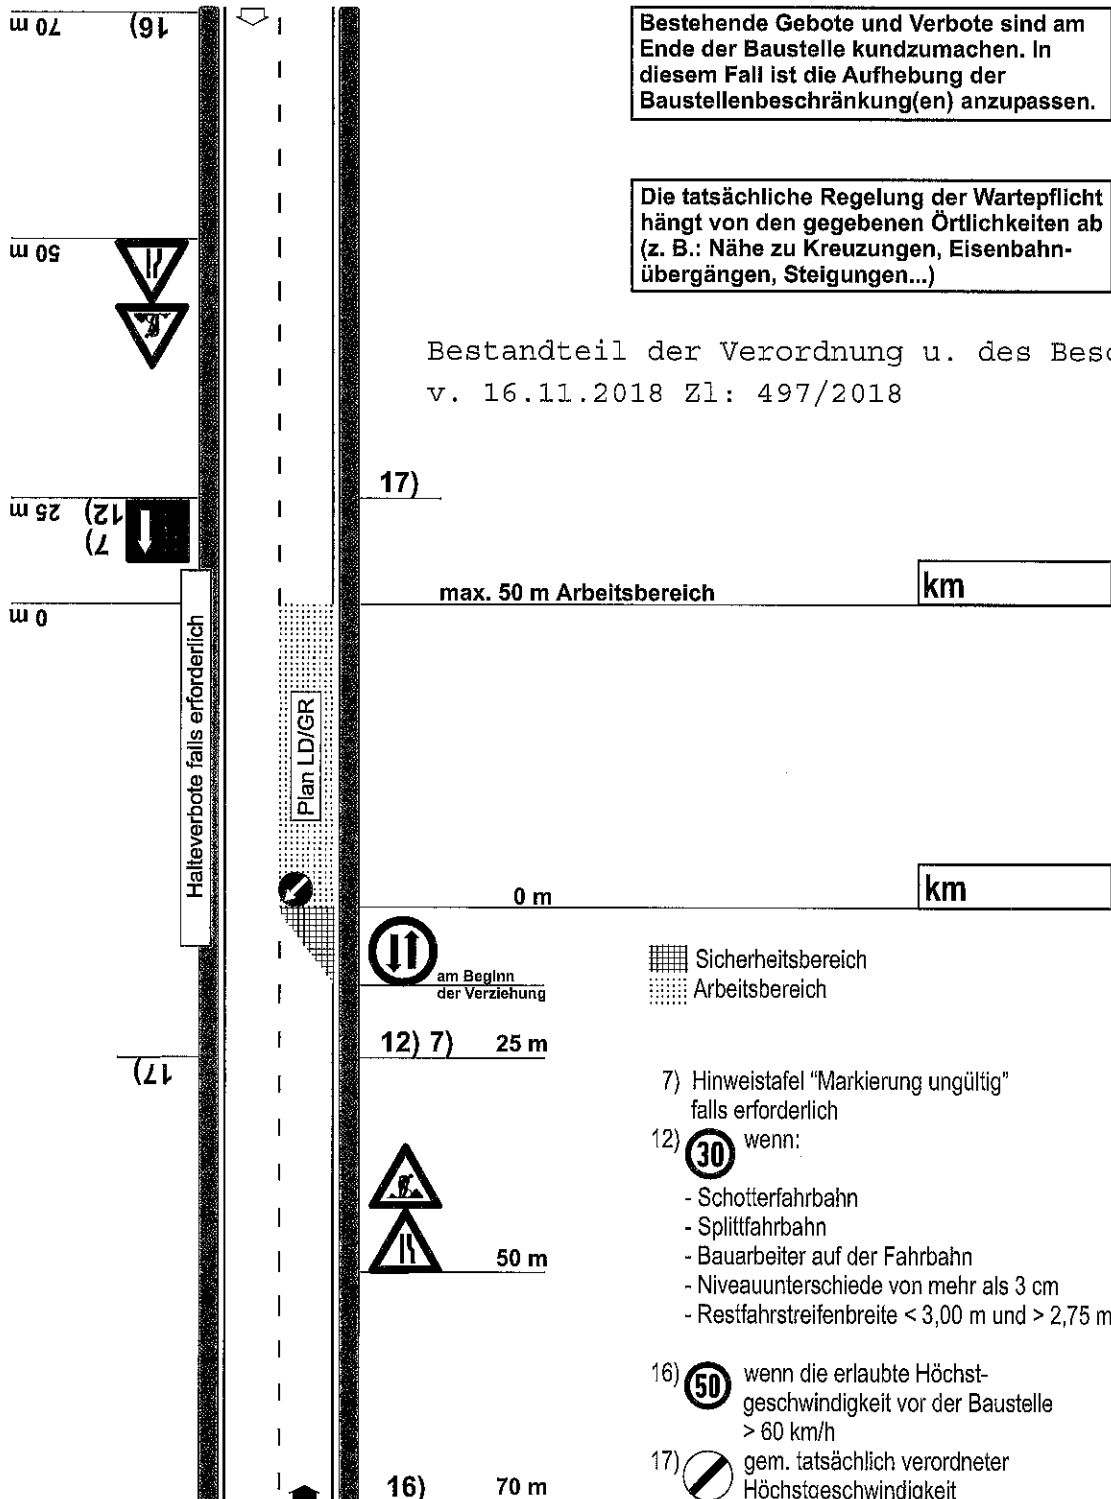 70 m
16)
Bestehende Gebote und Verbote sind am
Ende der Baustelle kundzumachen. In
diesem Fall ist die Aufhebung der
Baustellenbeschränkung(en) anzupassen.
Die tatsächliche Regelung der Wartepflicht
hängt von den gegebenen Örtlichkeiten ab
(z. B.: Nähe zu Kreuzungen, Eisenbahn-
übergängen, Steigungen...)
50 m
Bestandteil der Verordnung u. des
v. 16.11.2018 Zl: 497/2018
17)
25 m
12)
7)
max. 50 m Arbeitsbereich
km
0 m
Halteverbote falls erforderlich
Plan LD/GR
0 m
km
am Beginn
der Verziehung
Sicherheitsbereich
Arbeitsbereich
12) 7) 25 m
17)
7) Hinweistafel "Markierung ungültig"
falls erforderlich
12) 30 wenn:
- Schotterfahrbahn
- Splittfahrbahn
- Bauarbeiter auf der Fahrbahn
- Niveauunterschiede von mehr als 3 cm
- Restfahrstreifenbreite < 3,00 m und > 2,75 m
50 m
16) 50 wenn die erlaubte Höchst-
geschwindigkeit vor der Baustelle
> 60 km/h
17) gem. tatsächlich verordneter
Höchstgeschwindigkeit
16) 70 m